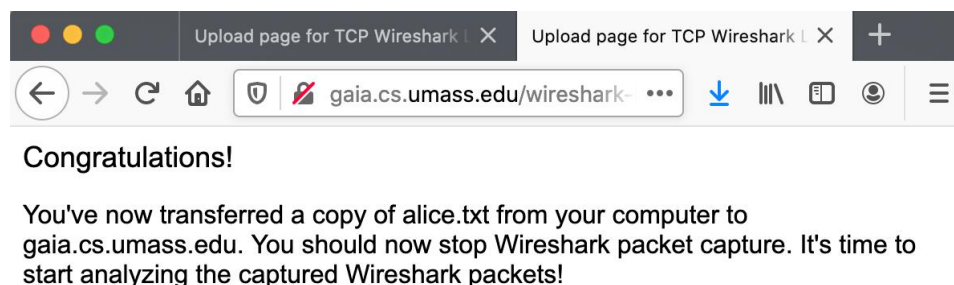 Upload page for TCP Wireshark L
Upload page for TCP Wireshark L
gaia.cs.umass.edu/wireshark-
Congratulations!
You've now transferred a copy of alice.txt from your computer to
gaia.cs.umass.edu. You should now stop Wireshark packet capture. It's time to
start analyzing the captured Wireshark packets!